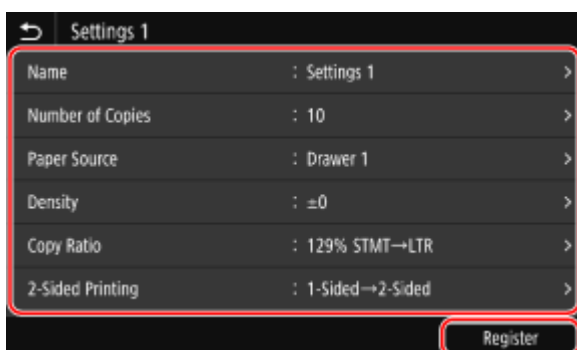 Settings 1
Name : Settings 1 >
Number of Copies : 10 >
Paper Source : Drawer 1 >
Density : ±0 >
Copy Ratio : 129% STMT→LTR >
2-Sided Printing : 1-Sided→2-Sided >
Register